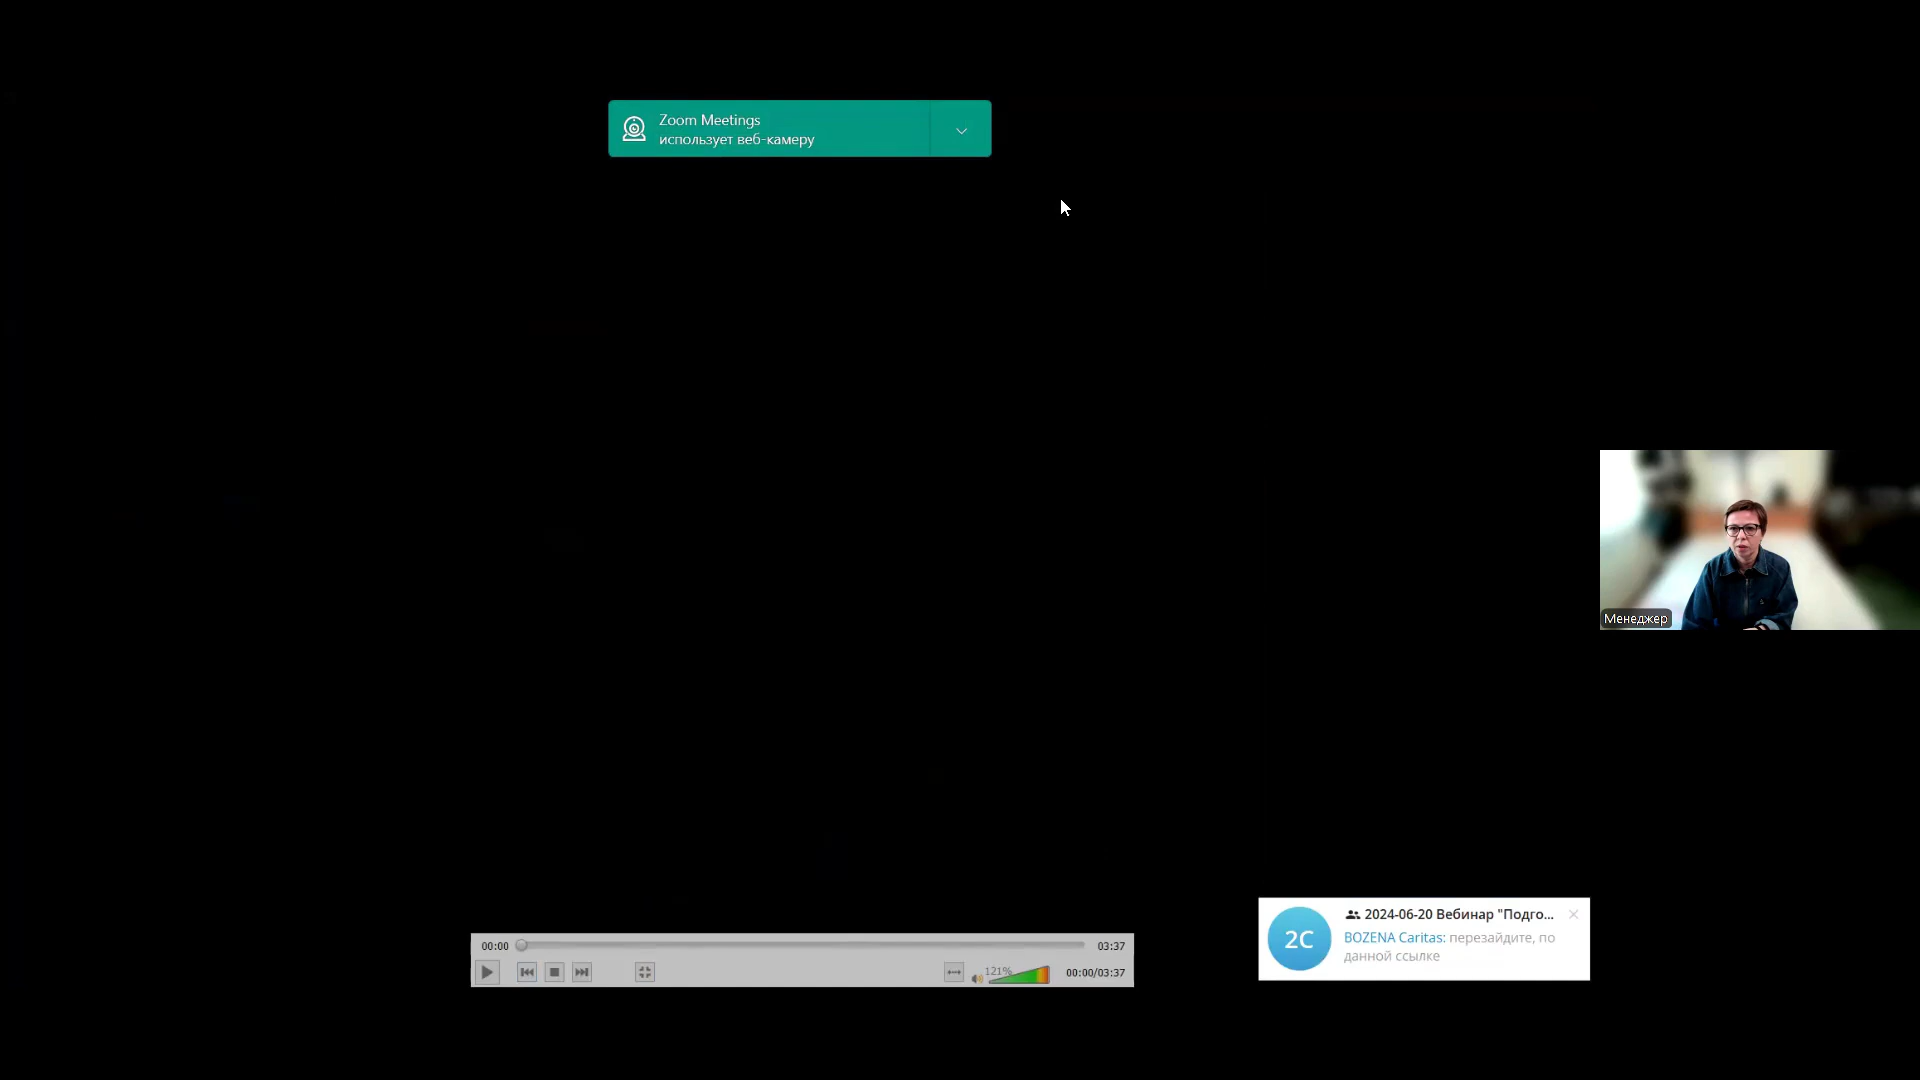 Zoom Meetings
использует веб-камеру
Менеджер
2С
2024-06-20 Вебинар "Подго...
BOZENA Caritas: перезайдите, по
данной ссылке
00:00
03:37
121%
00:00/03:37